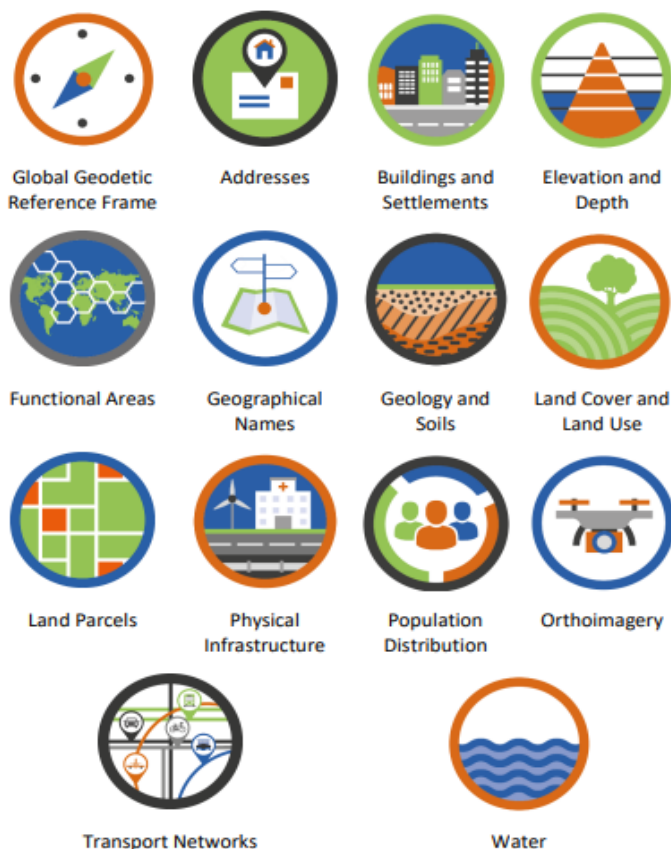 Global Geodetic
Reference Frame
Addresses
Buildings and
Settlements
Elevation and
Depth
Functional Areas
Geographical
Names
Geology and
Soils
Land Cover and
Land Use
Land Parcels
Physical
Infrastructure
Population
Distribution
Orthoimagery
Transport Networks
Water